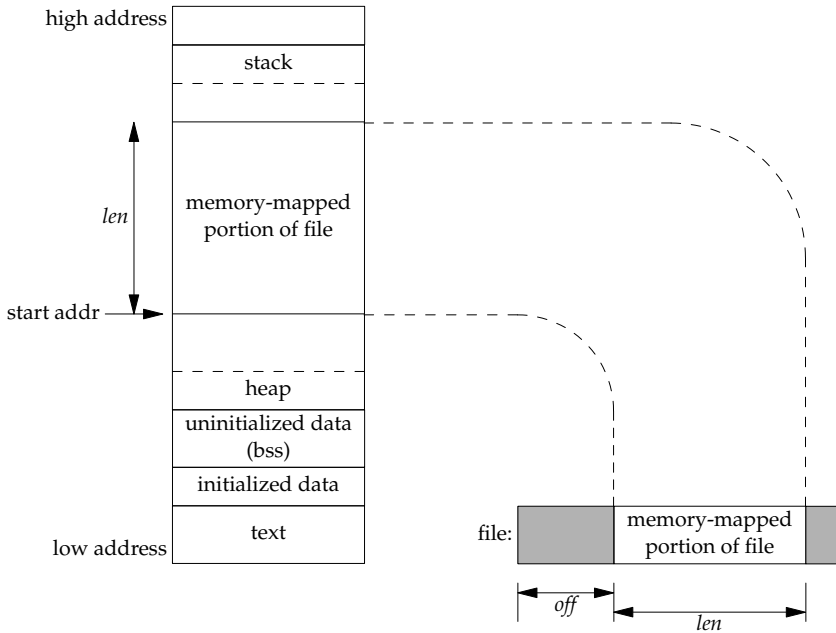 high address
stack
len
memory-mapped
portion of file
start addr
heap
uninitialized data
(bss)
initialized data
text
low address
file:
memory-mapped
portion of file
off
len